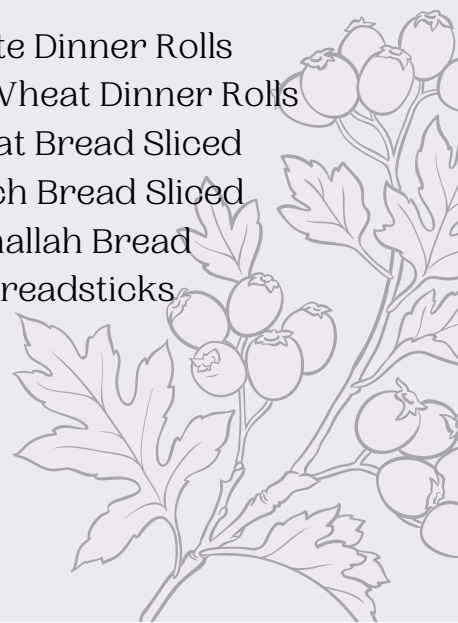 te Dinner Rolls
Wheat Dinner Rolls
at Bread Sliced
ch Bread Sliced
hallah Bread
readsticks